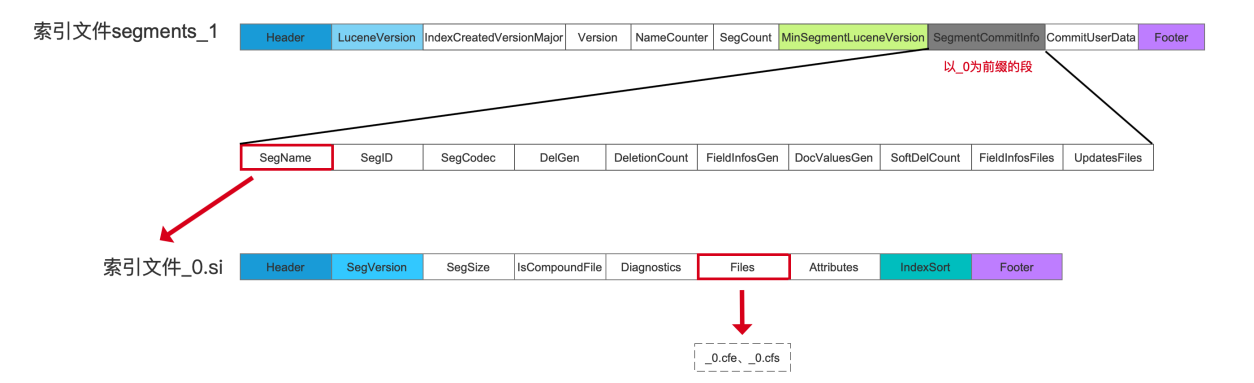 索引文件segments_1
Header LuceneVersion IndexCreatedVersionMajor Version NameCounter SegCount MinSegmentLuceneVersion SegmentCommitInfo CommitUserData Footer
以_0为前缀的段
SegName SegID SegCodec DelGen DeletionCount FieldInfosGen DocValuesGen SoftDelCount FieldInfosFiles UpdatesFiles
索引文件_0.si
Header SegVersion SegSize IsCompoundFile Diagnostics Files Attributes IndexSort Footer
_0.cfe、_0.cfs